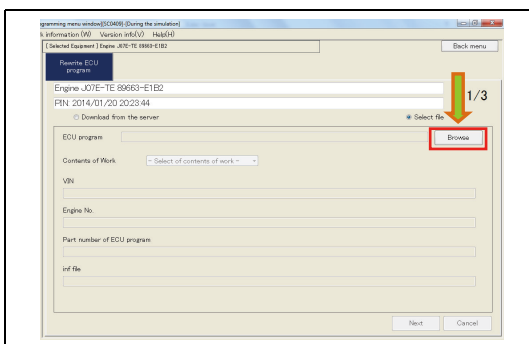 gramming menu window][SC0409]-[During the simulation]
k information (W) Version info(V) Help(H)
[ Selected Equipment ] Engine J07E-TE 89663-E1B2
Back menu
Rewrite ECU
program
Engine J07E-TE 89663-E1B2
1/3
PIN: 2014/01/20 20:23:44
Download from the server
Select file
ECU program
Browse
Contents of Work
- Select of contents of work -
VIN
Engine No.
Part number of ECU program
inf file
Next
Cancel